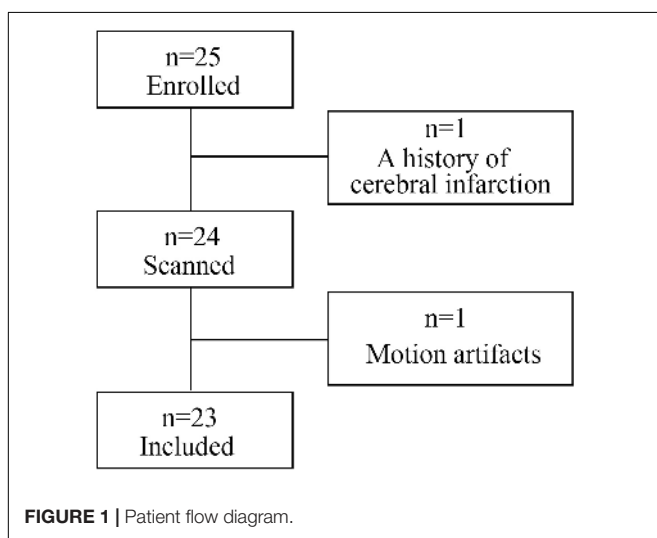 n=25
Enrolled
n=1
A history of
cerebral infarction
n=24
Scanned
n=1
Motion artifacts
n=23
Included
FIGURE 1 | Patient flow diagram.